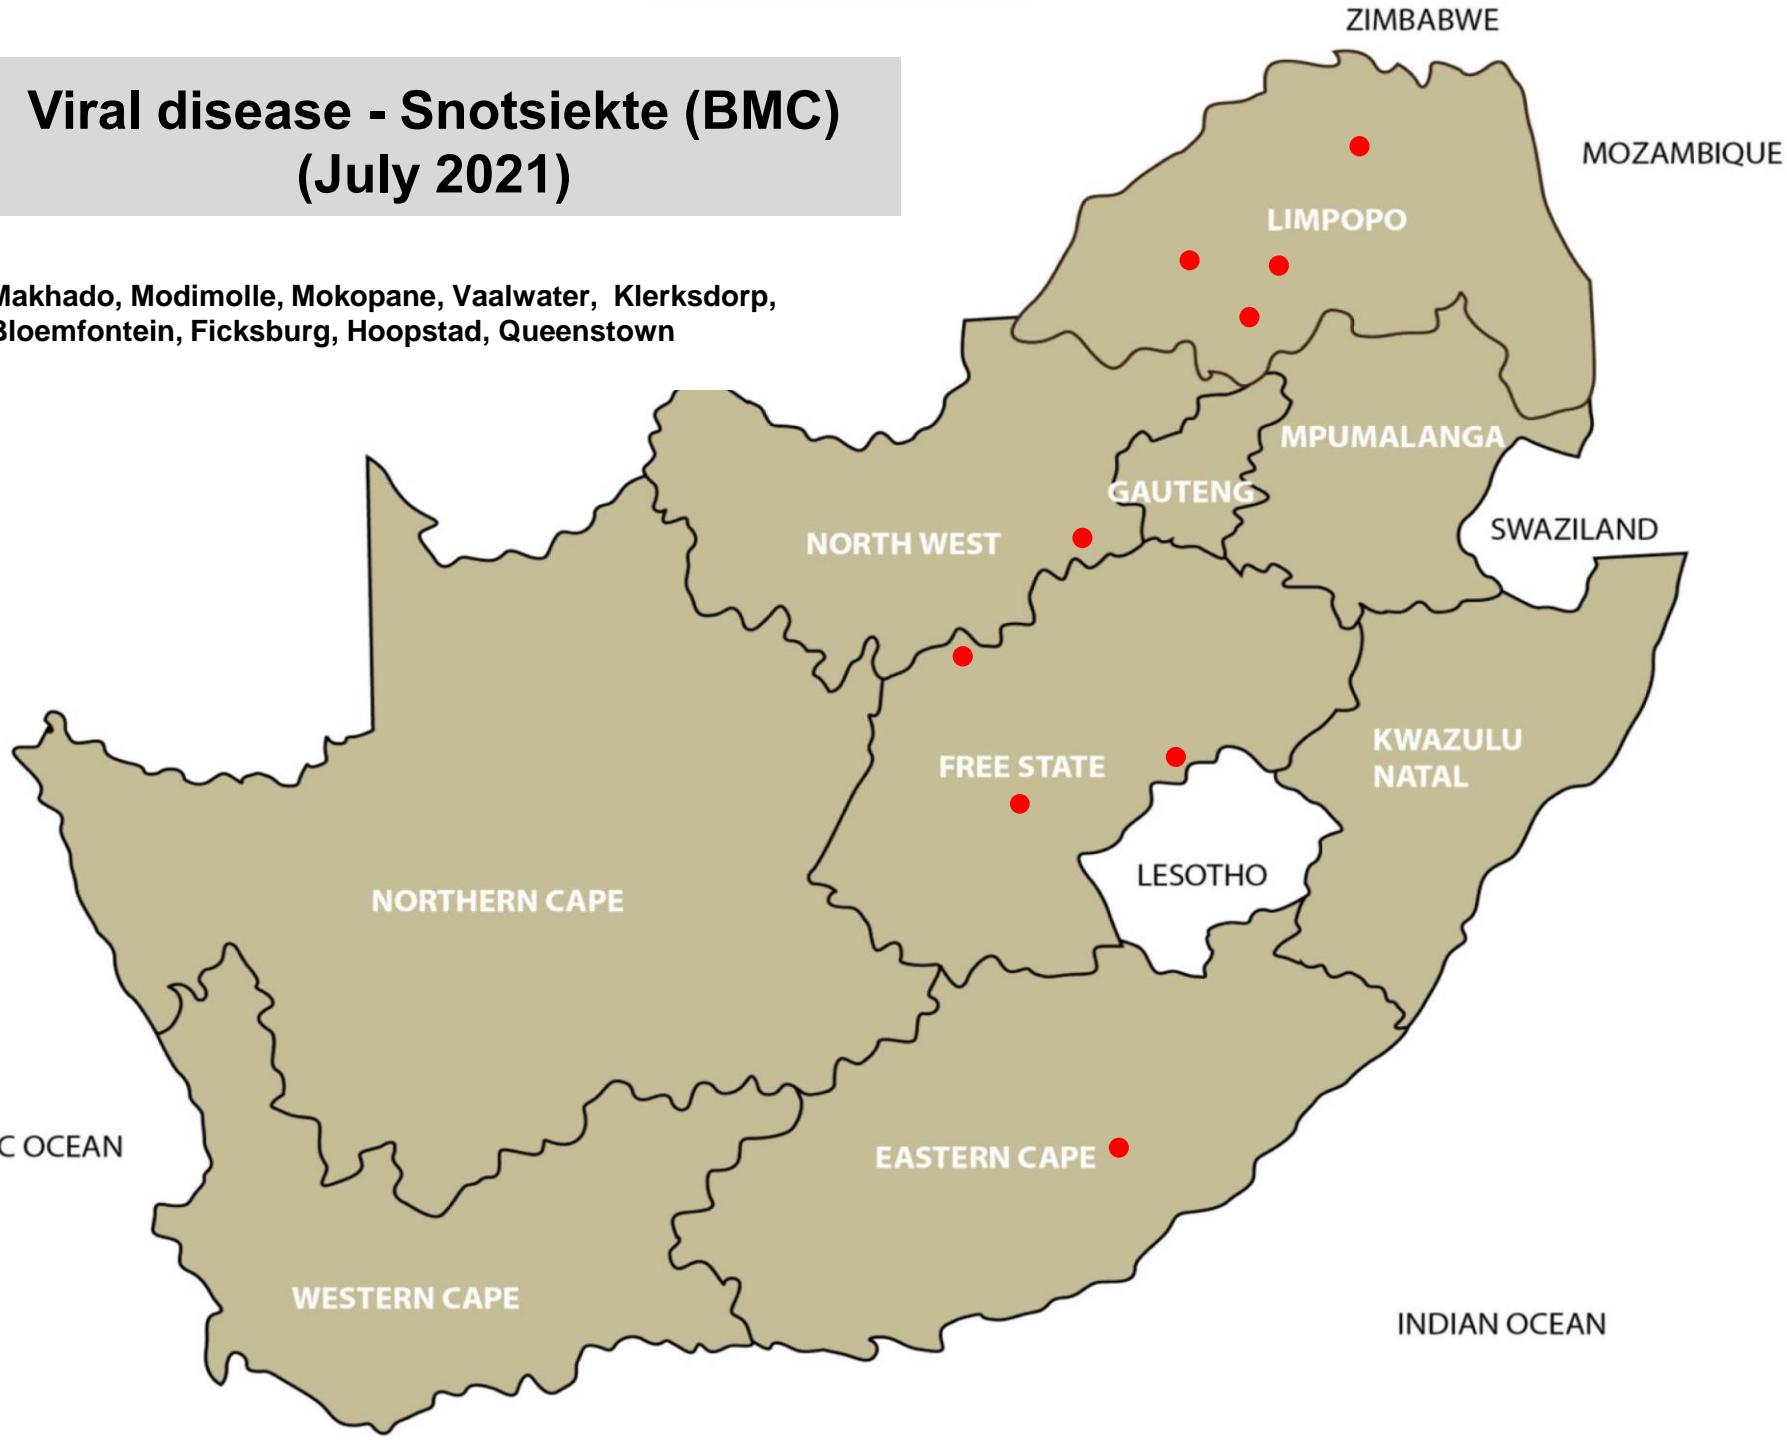 ZIMBABWE
Viral disease - Snotsiekte (BMC)
(July 2021)
MOZAMBIQUE
LIMPOPO
Makhado, Modimolle, Mokopane, Vaalwater, Klerksdorp,
Bloemfontein, Ficksburg, Hoopstad, Queenstown
MPUMALANGA
GAUTENG
SWAZILAND
NORTH WEST
KWAZULU
NATAL
FREE STATE
LESOTHO
NORTHERN CAPE
C OCEAN
EASTERN CAPE
WESTERN CAPE
INDIAN OCEAN